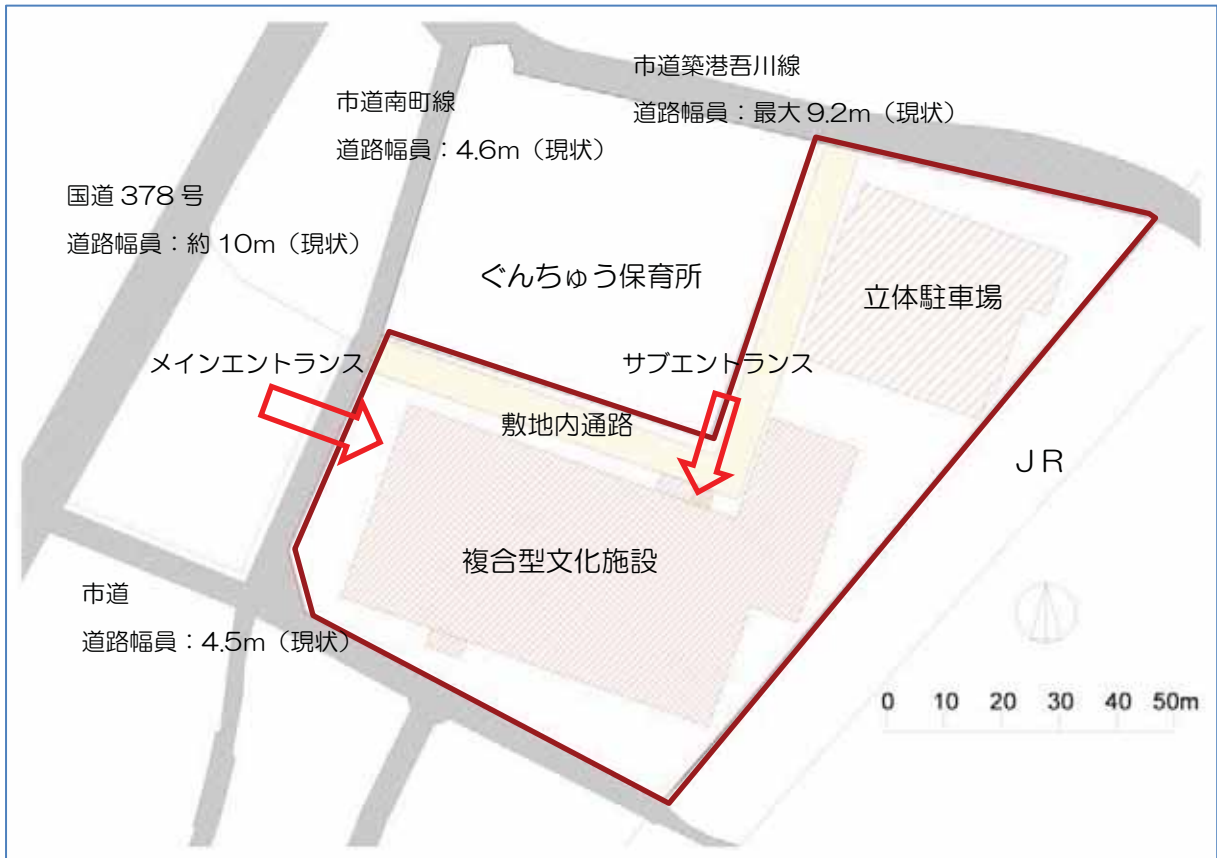 市道築港吾川線
道路幅員：最大 9.2m（現状）
市道南町線
道路幅員：4.6m（現状）
国道 378 号
道路幅員：約 10m（現状）
ぐんちゅう保育所
立体駐車場
メインエントランス
サブエントランス
敷地内通路
ＪＲ
複合型文化施設
市道
道路幅員：4.5m（現状）
0 10 20 30 40 50m